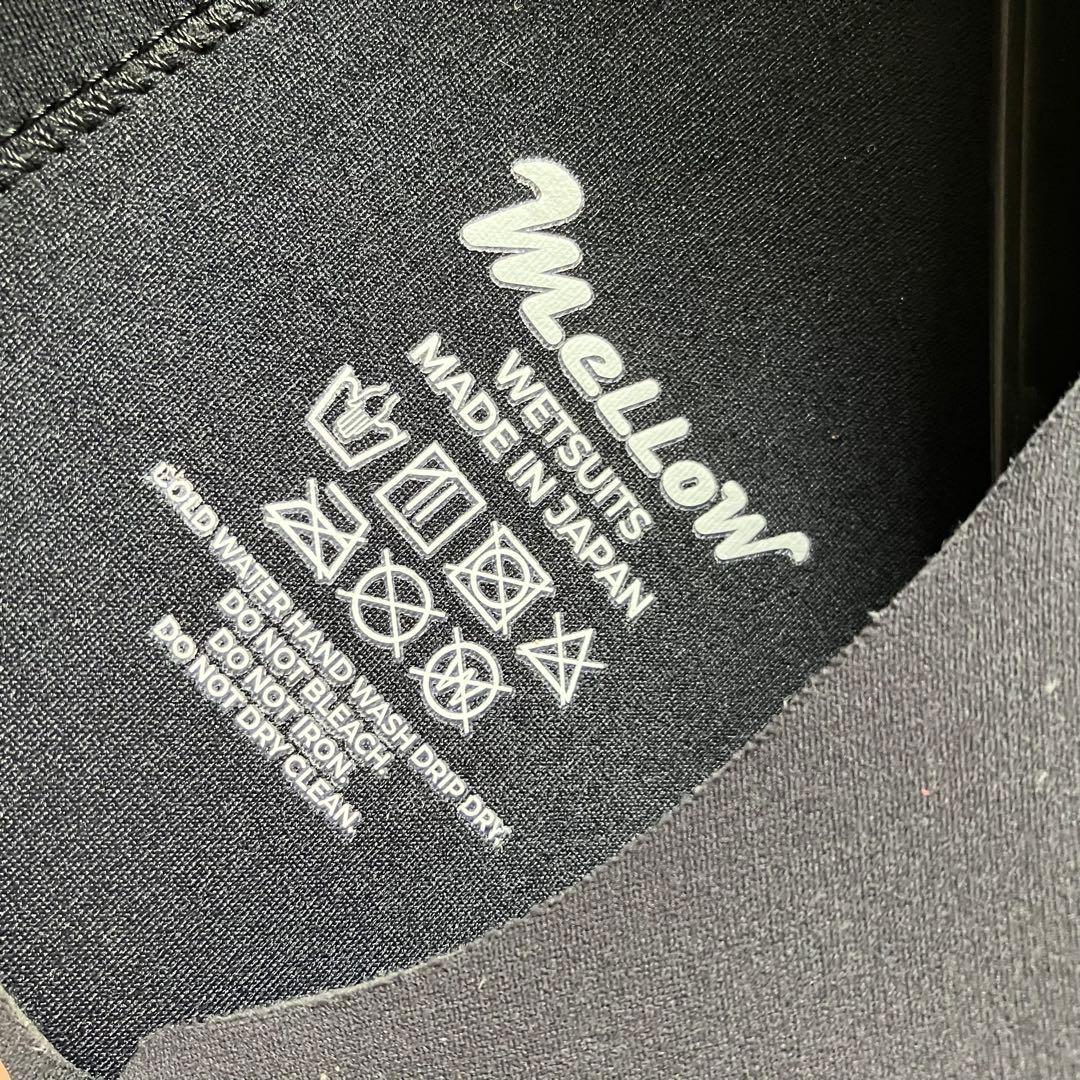 mellow
WETSUITS
MADE IN JAPAN
W
COLD WATER HAND WASH DRIP DRY.
DO NOT BLEACH.
DO NOT IRON.
DO NOT DRY CLEAN.